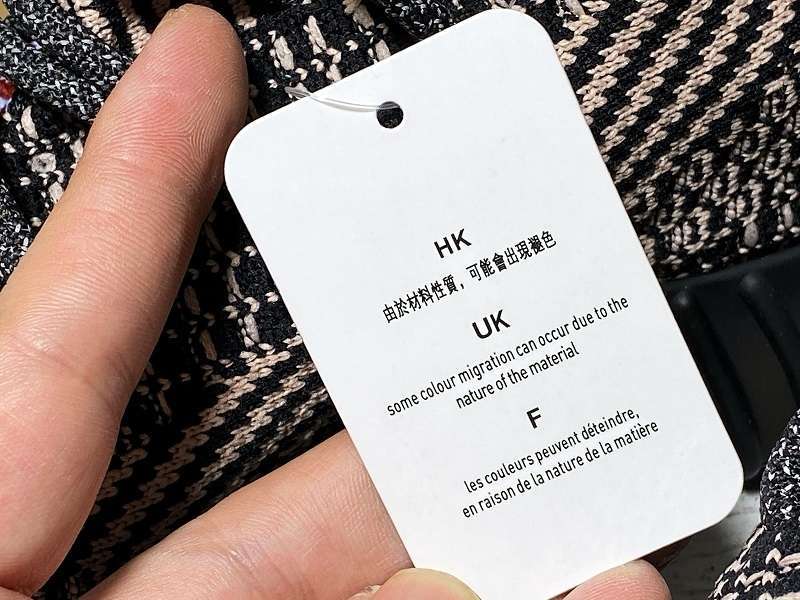 HK
由於材料性質，可能會出現褪色
UK
some colour migration can occur due to the
nature of the material
F
les couleurs peuvent déteindre,
en raison de la nature de la matière